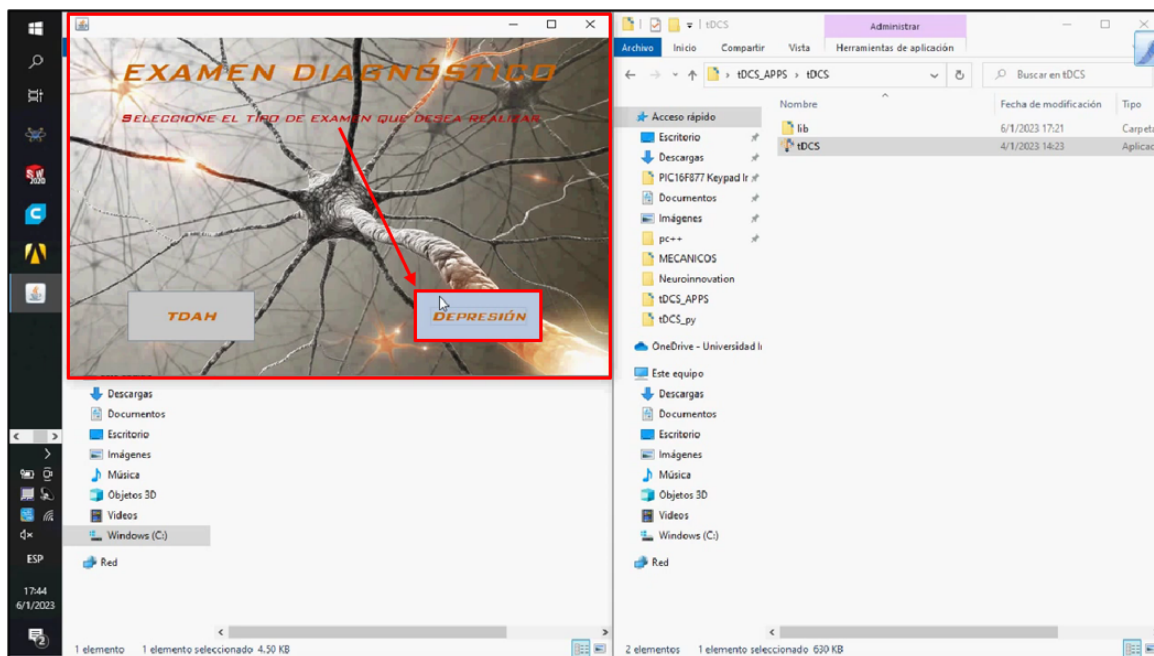 EXAMEN DIAGNÓSTICO
SELECCIONE EL TIPO DE EXAMEN QUE DESEA REALIZAR
TDAH
DEPRESIÓN
Descargas
Documentos
Escritorio
Imágenes
Música
Objetos 3D
Videos
Windows (C:)
Red
1 elemento 1 elemento seleccionado 4.50 KB
SW
2020
ESP
17:44
6/1/2023
2
tDCS
Administrar
Archivo Inicio Compartir Vista Herramientas de aplicación
tDCS_APPS > tDCS
Buscar en tDCS
Nombre Fecha de modificación Tipo
lib 6/1/2023 17:21 Carpeta
tDCS 4/1/2023 14:23 Aplicac
Acceso rápido
Escritorio
Descargas
PIC16F877 Keypad Ir
Documentos
Imágenes
pc++
MECANICOS
Neuroinnovation
tDCS_APPS
tDCS_py
OneDrive - Universidad I
Este equipo
Descargas
Documentos
Escritorio
Imágenes
Música
Objetos 3D
Videos
Windows (C:)
Red
2 elementos 1 elemento seleccionado 630 KB